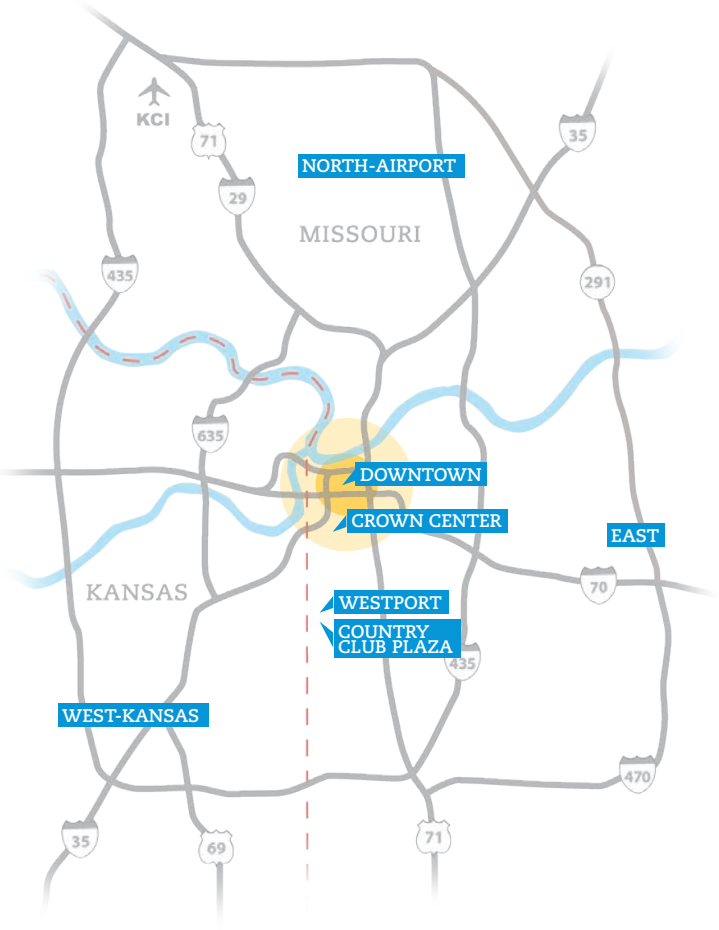 KCI
71
35
NORTH-AIRPORT
29
MISSOURI
435
291
635
DOWNTOWN
CROWN CENTER
EAST
70
KANSAS
WESTPORT
COUNTRY
CLUB PLAZA
435
WEST-KANSAS
470
35
69
71